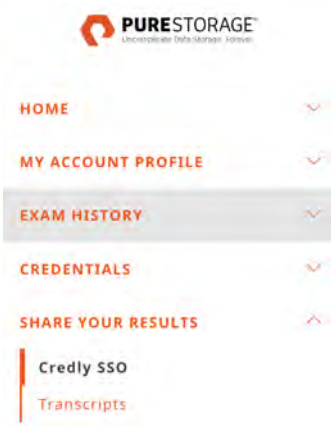 PURESTORAGE®
Uncomplicate Data Storage, Forever
HOME
MY ACCOUNT PROFILE
EXAM HISTORY
CREDENTIALS
SHARE YOUR RESULTS
Credly SSO
Transcripts